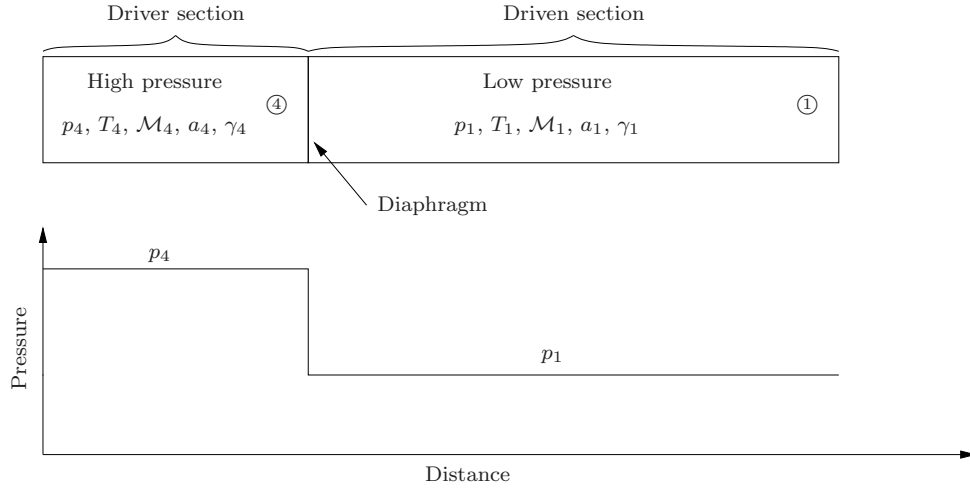 Driver section Driven section
High pressure Low pressure
④ ①
p₄, T₄, ℳ₄, a₄, γ₄ p₁, T₁, ℳ₁, a₁, γ₁
Diaphragm
p₄
p₁
Pressure
Distance